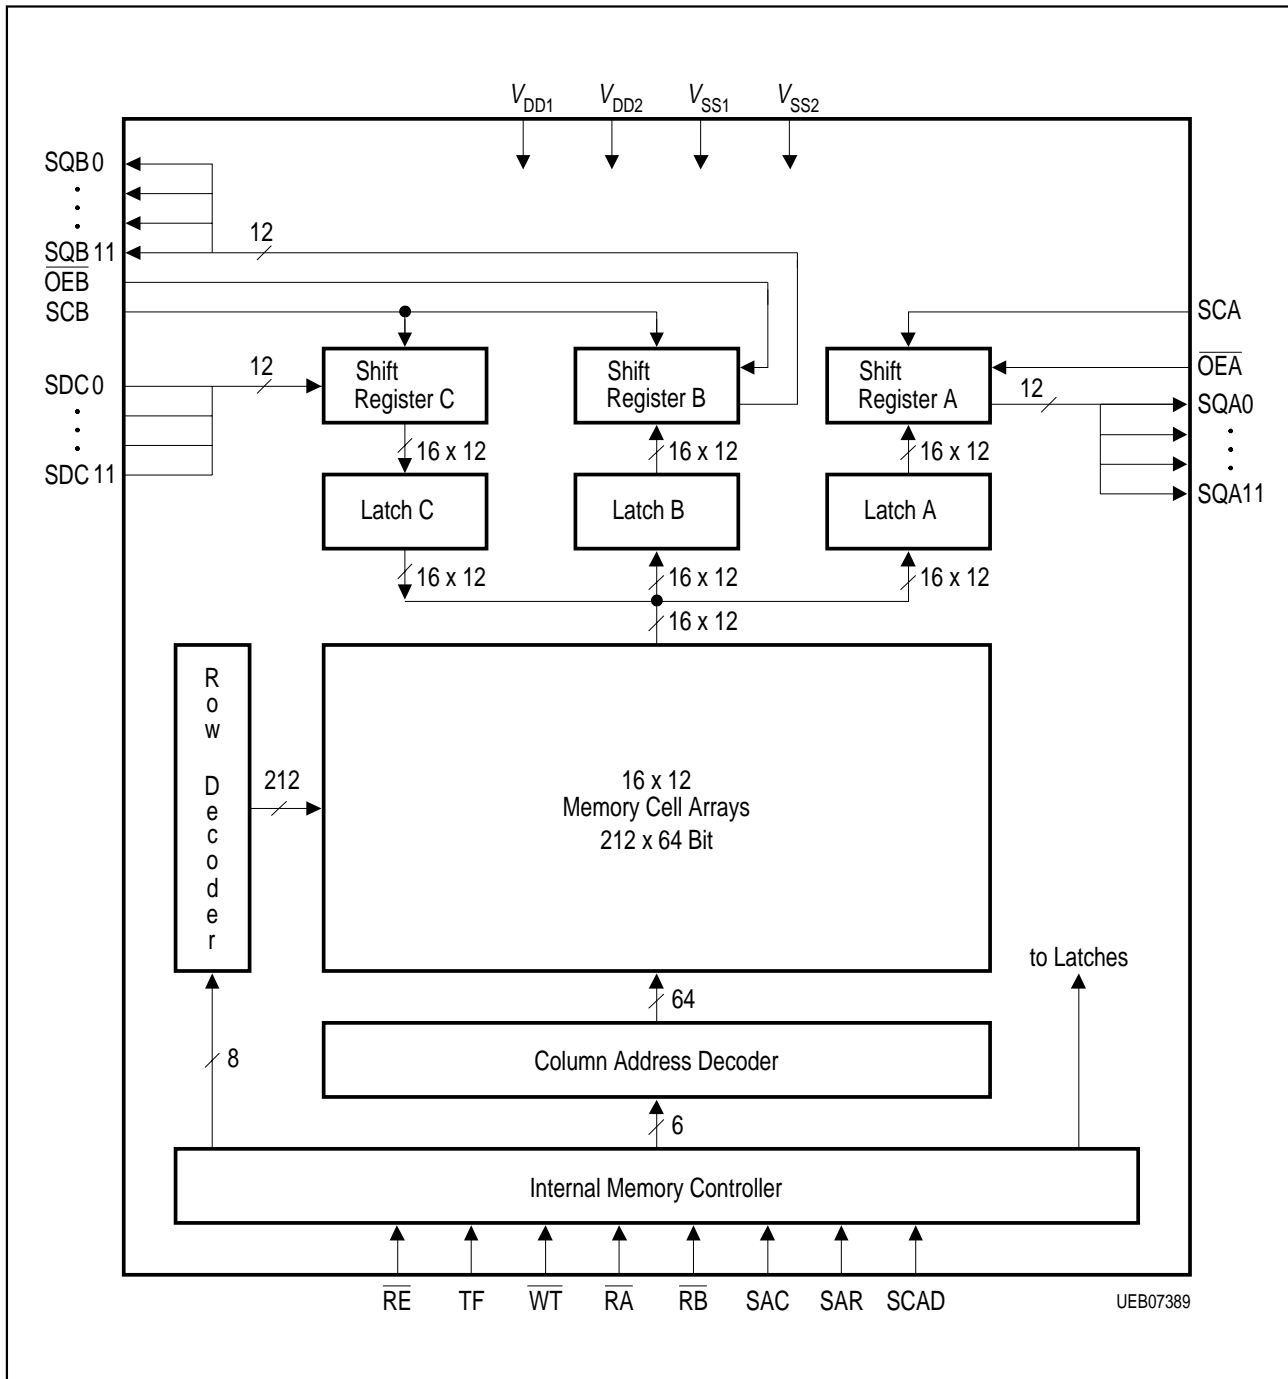 VDD1 VDD2 VSS1 VSS2
SQB0
SQB11
OEB
SCB
12
SCA
OEA
SDC0
SDC11
12
Shift
Register C
Shift
Register B
Shift
Register A
12
SQA0
SQA11
16 x 12
16 x 12
16 x 12
Latch C
Latch B
Latch A
16 x 12
16 x 12
16 x 12
16 x 12
Row Decoder
212
16 x 12
Memory Cell Arrays
212 x 64 Bit
to Latches
64
Column Address Decoder
8
6
Internal Memory Controller
RE TF WT RA RB SAC SAR SCAD
UEB07389